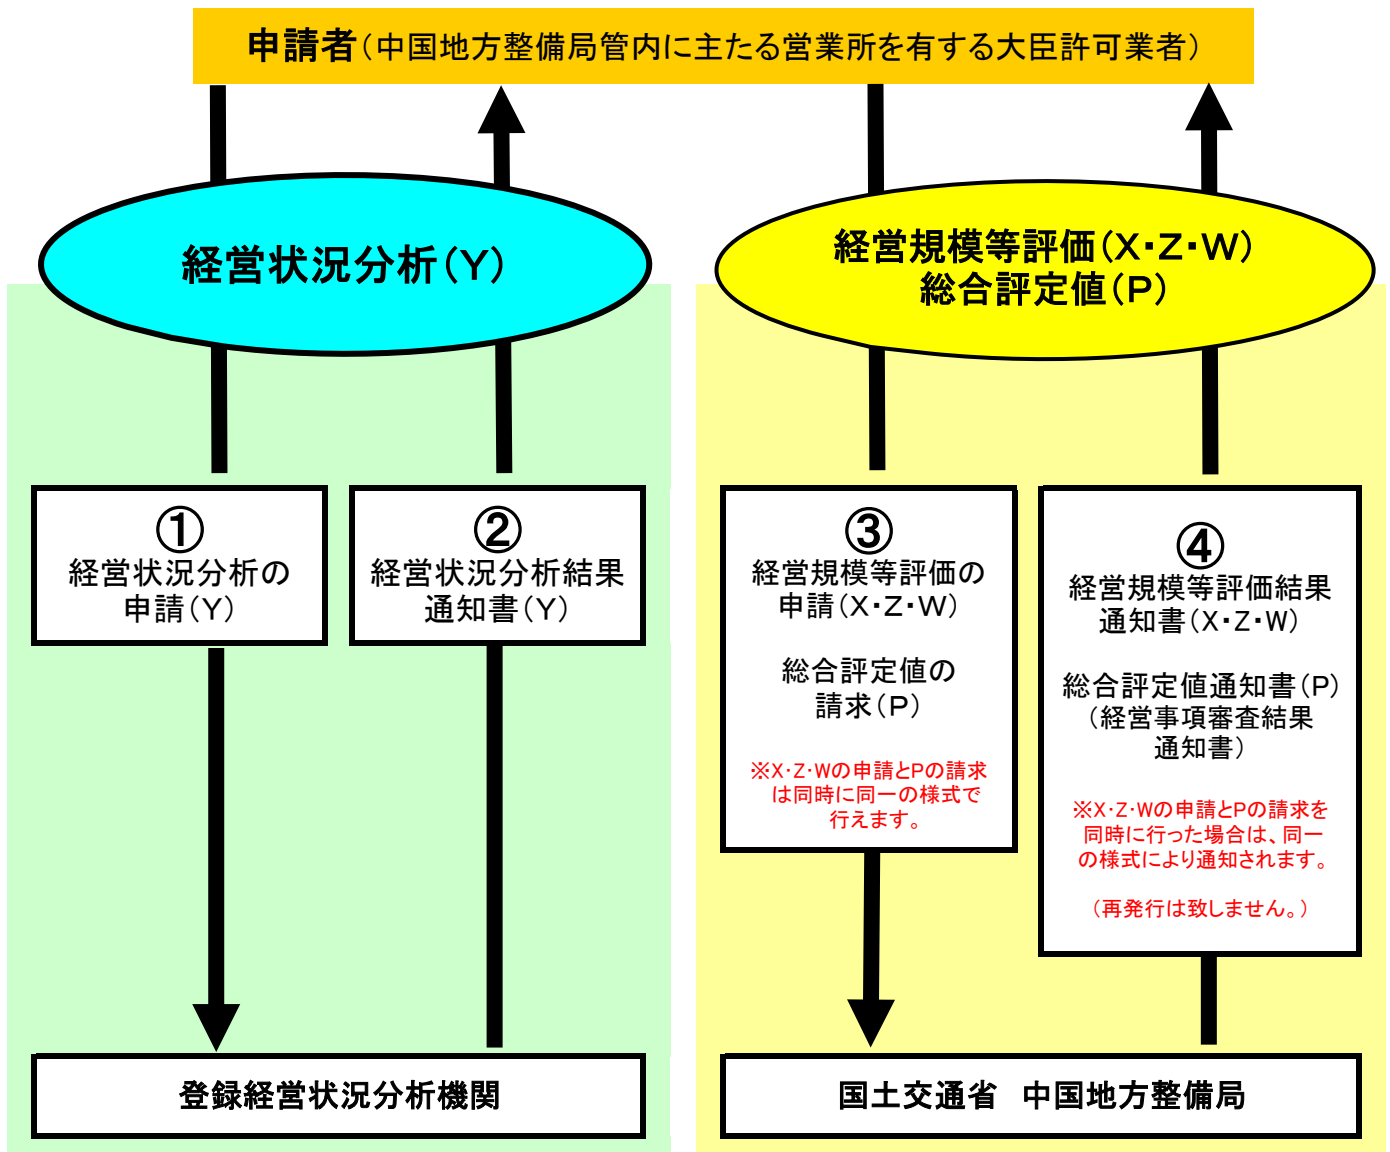 申請者(中国地方整備局管内に主たる営業所を有する大臣許可業者)
経営状況分析(Y)
経営規模等評価(X・Z・W)
総合評定値(P)
①
経営状況分析の
申請(Y)
②
経営状況分析結果
通知書(Y)
③
経営規模等評価の
申請(X・Z・W)
総合評定値の
請求(P)
※X・Z・Wの申請とPの請求
は同時に同一の様式で
行えます。
④
経営規模等評価結果
通知書(X・Z・W)
総合評定値通知書(P)
(経営事項審査結果
通知書)
※X・Z・Wの申請とPの請求を
同時に行った場合は、同一
の様式により通知されます。
(再発行は致しません。)
登録経営状況分析機関
国土交通省 中国地方整備局